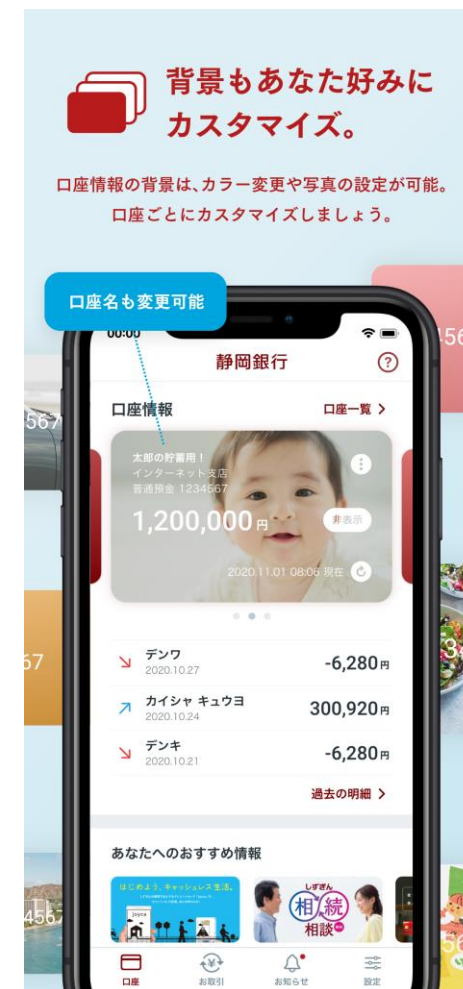 背景もあなた好みに
カスタマイズ。
口座情報の背景は、カラー変更や写真の設定が可能。
口座ごとにカスタマイズしましょう。
口座名も変更可能
00:00
静岡銀行
?
口座情報
口座一覧 >
太郎の貯蓄用！
インターネット支店
普通預金 1234567
1,200,000円
非表示
2020.11.01 08:06 現在
デンワ
2020.10.27
-6,280円
カイシャ キュウヨ
2020.10.24
300,920円
デンキ
2020.10.21
-6,280円
過去の明細 >
あなたへのおすすめ情報
はじめよう、キャッシュレス生活。
joyca
しずぎん
相続
相談
口座
お取引
お知らせ
設定
567
67
4567
56